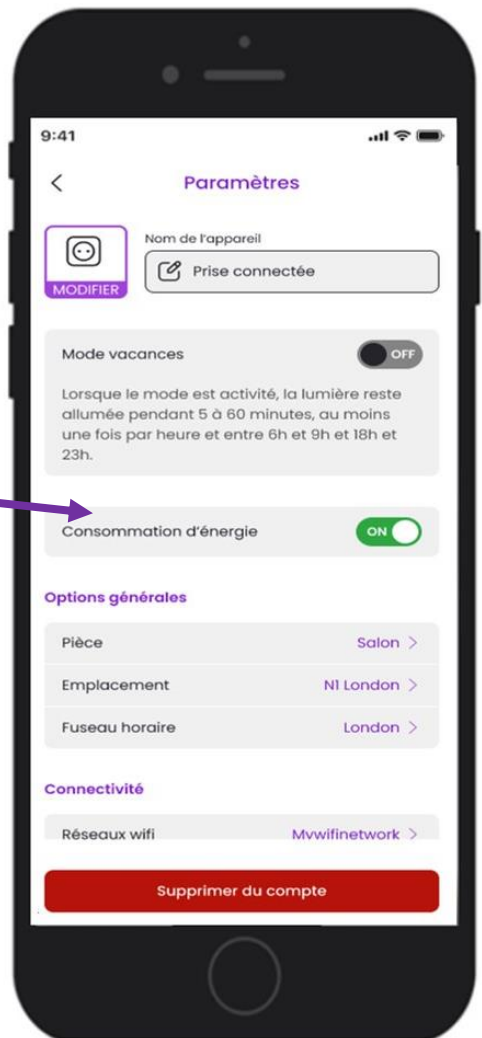 9:41
Paramètres
Nom de l'appareil
Prise connectée
MODIFIER
Mode vacances
OFF
Lorsque le mode est activité, la lumière reste
allumée pendant 5 à 60 minutes, au moins
une fois par heure et entre 6h et 9h et 18h et
23h.
Consommation d'énergie
ON
Options générales
Pièce Salon >
Emplacement N1 London >
Fuseau horaire London >
Connectivité
Réseaux wifi Mywifinetwork >
Supprimer du compte